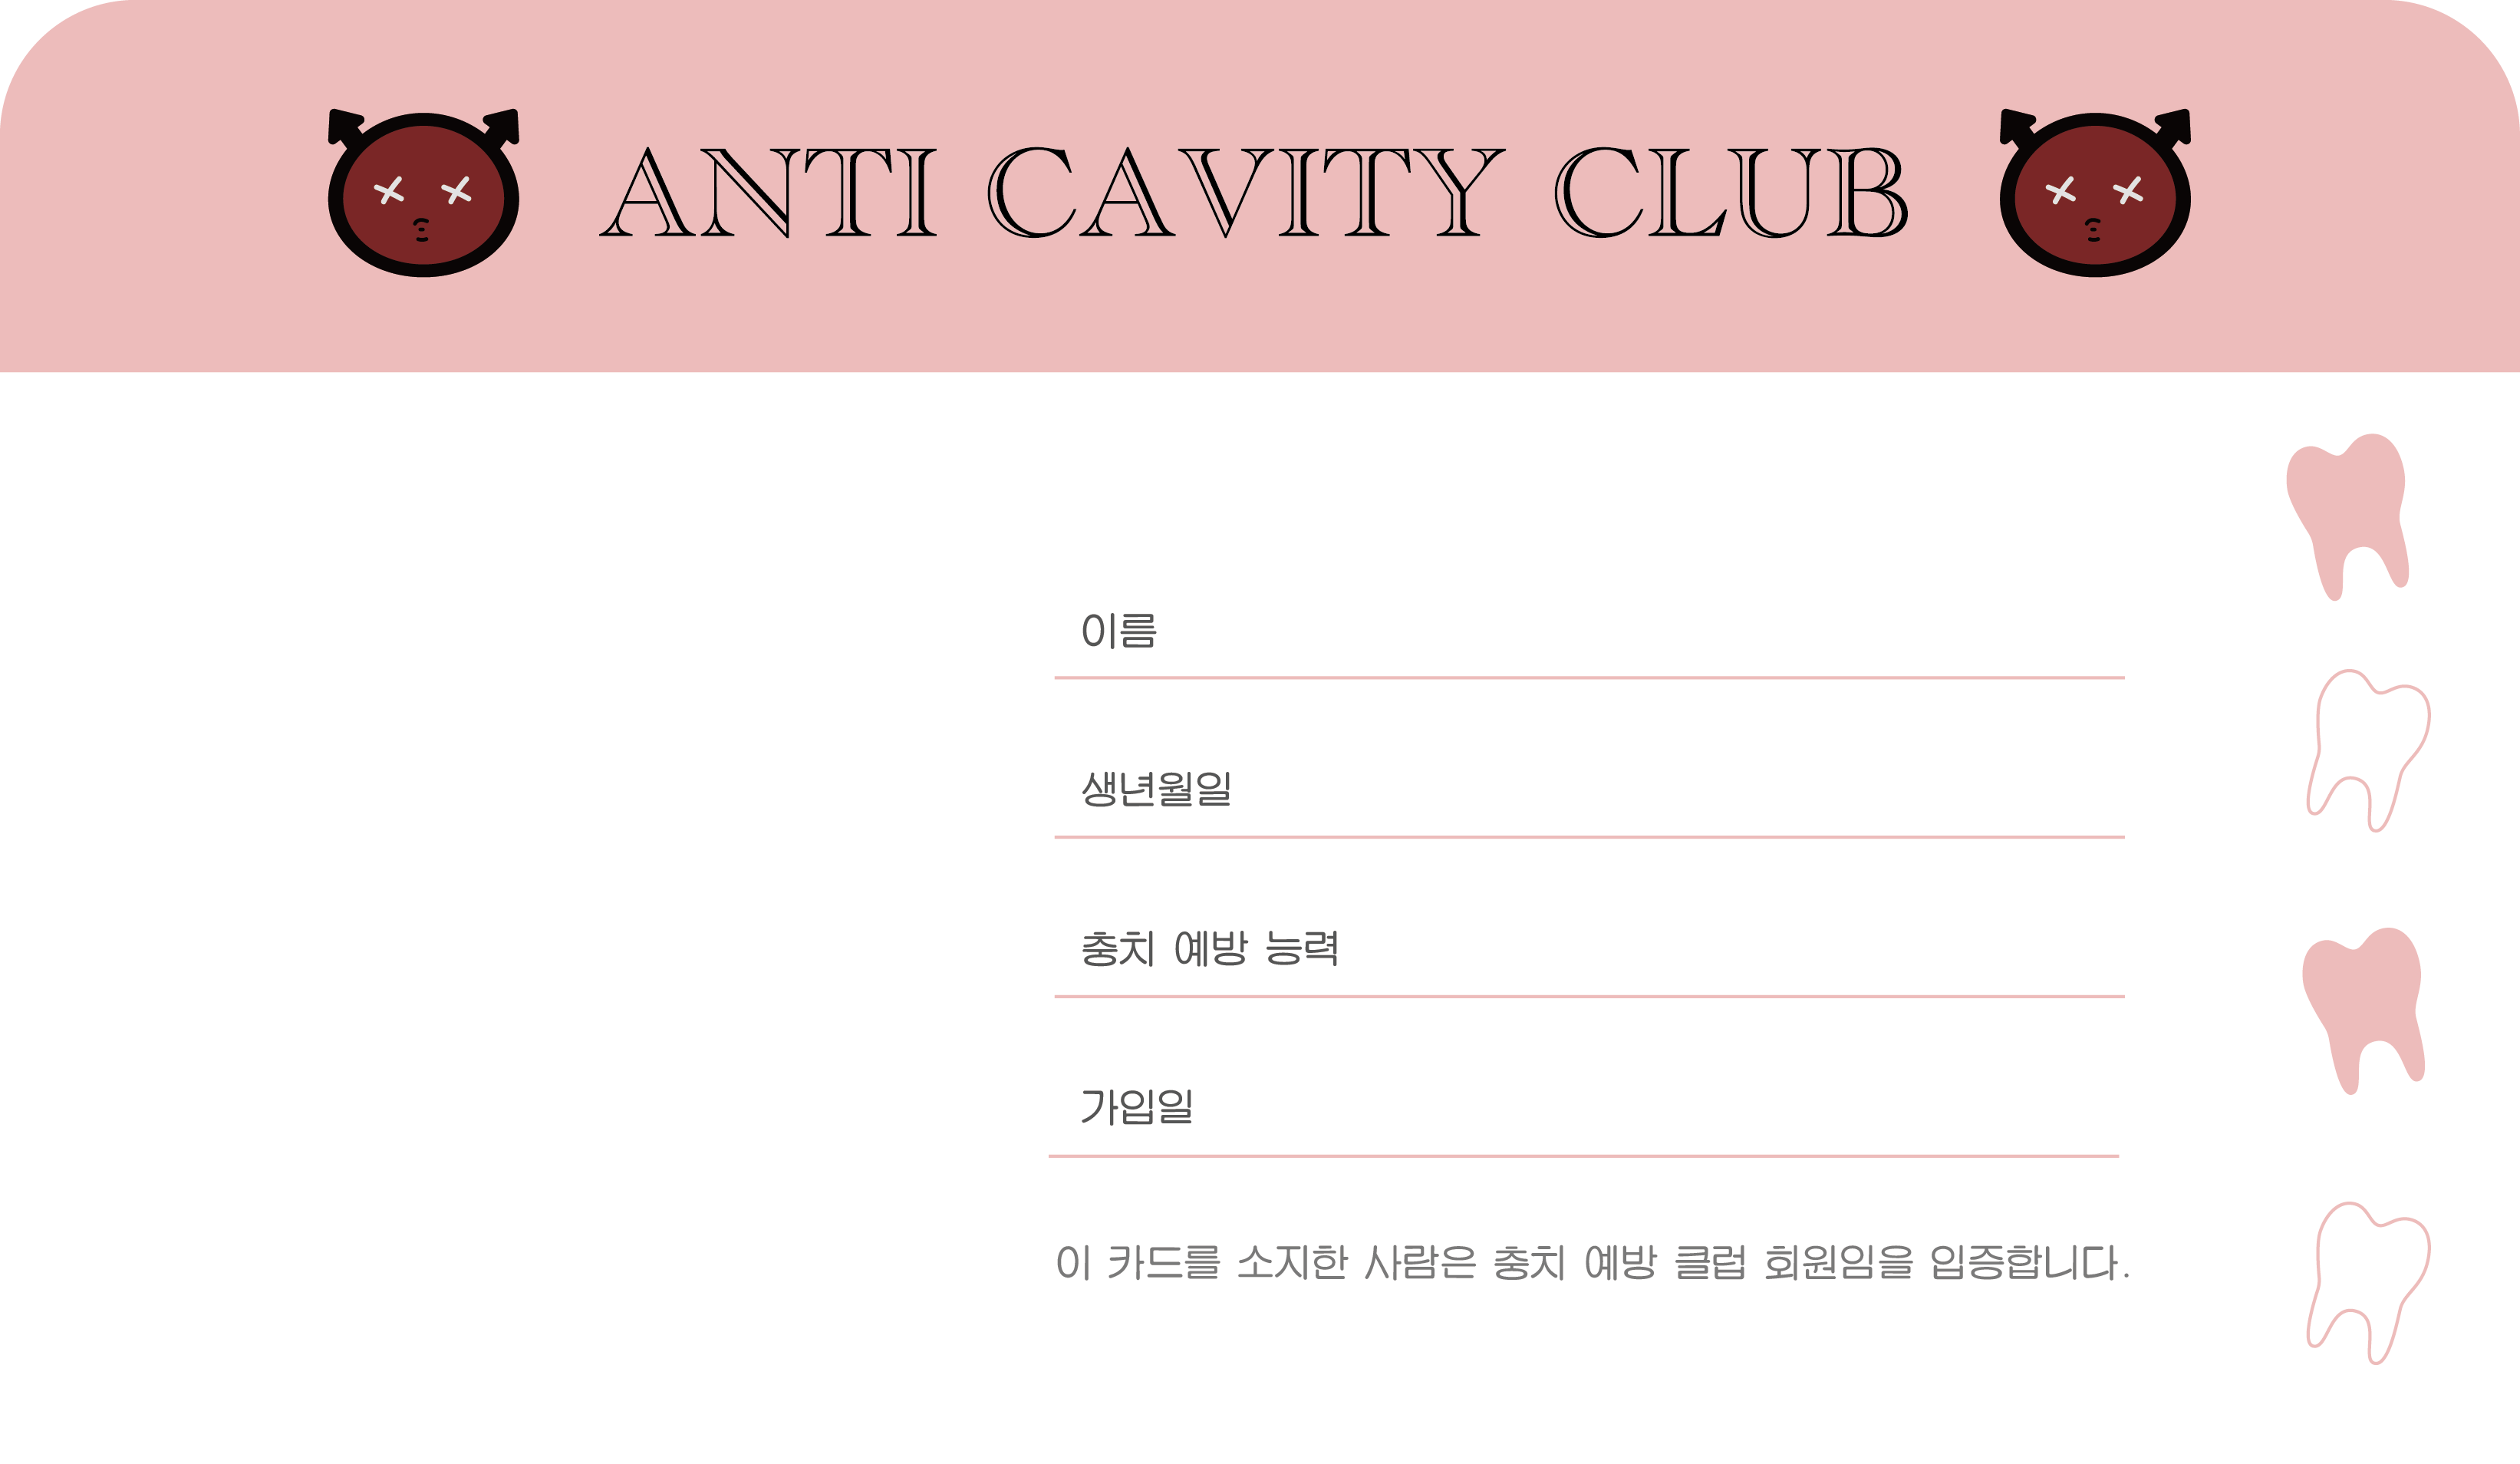 ANTI CAVITY CLUB
이름
생년월일
충치 예방 능력
가입일
이 카드를 소지한 사람은 충치 예방 클럽 회원임을 입증합니다.